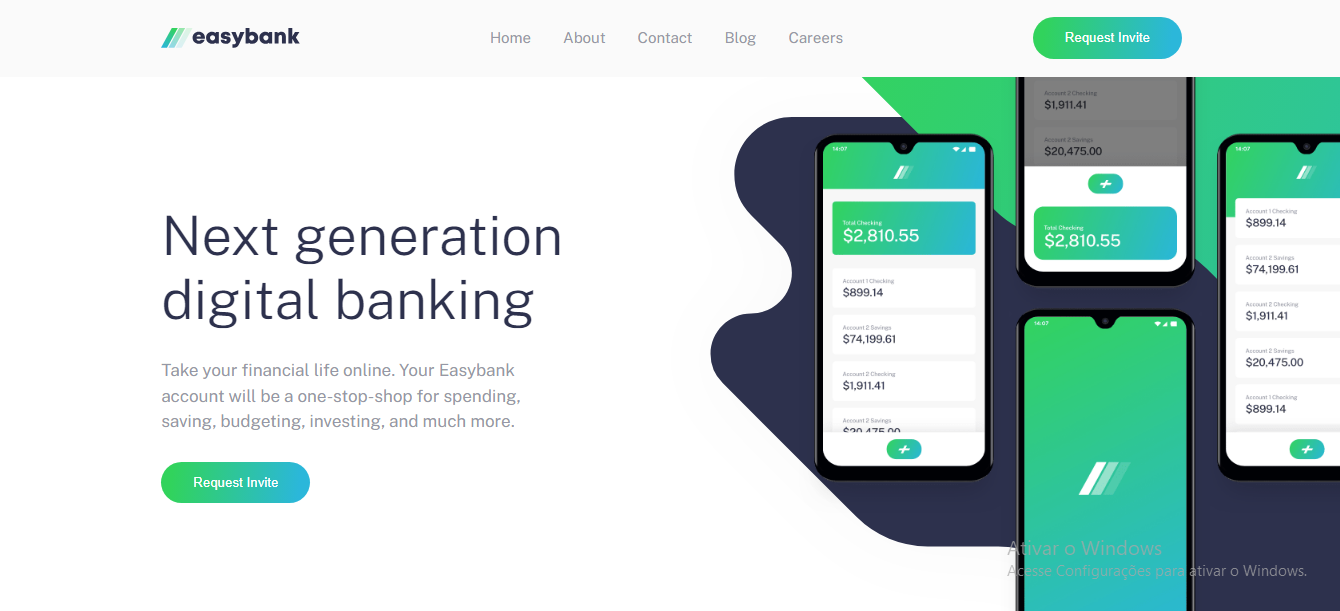 easybank
Home
About
Contact
Blog
Careers
Request Invite
Next generation
digital banking
Take your financial life online. Your Easybank
account will be a one-stop-shop for spending,
saving, budgeting, investing, and much more.
Request Invite
14:07
Total Checking
$2,810.55
Account 1 Checking
$899.14
Account 2 Savings
$74,199.61
Account 2 Checking
$1,911.41
Account 2 Savings
$20,475.00
Account 2 Checking
$1,911.41
Account 2 Savings
$20,475.00
Total Checking
$2,810.55
14:07
14:07
Account 1 Checking
$899.14
Account 2 Savings
$74,199.61
Account 2 Checking
$1,911.41
Account 2 Savings
$20,475.00
Account 1 Checking
$899.14
Ativar o Windows
Acesse Configurações para ativar o Windows.